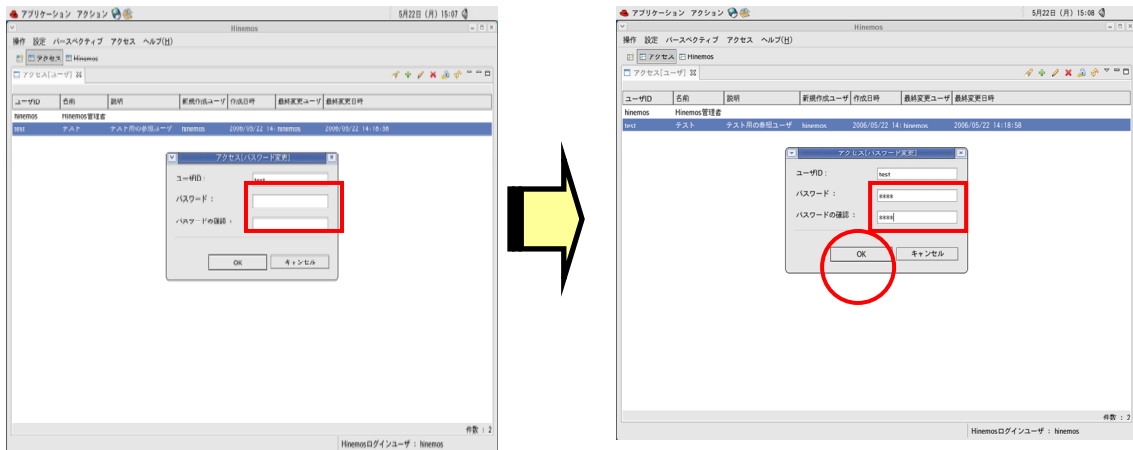 アプリケーション アクション 5月22日 (月) 15:07
Hinemos
操作 設定 パースペクティブ アクセス ヘルプ(H)
アクセス Hinemos
アクセス[ユーザ]
ユーザID 名前 説明 新規作成ユーザ 作成日時 最終変更ユーザ 最終変更日時
hinemos Hinemos管理者
test テスト テスト用の参照ユーザ hinemos 2006/05/22 14: hinemos 2006/05/22 14:18:58
アクセス[パスワード変更]
ユーザID : test
パスワード :
パスワードの確認 :
OK キャンセル
件数 : 2
Hinemosログインユーザ : hinemos
アプリケーション アクション 5月22日 (月) 15:08
Hinemos
操作 設定 パースペクティブ アクセス ヘルプ(H)
アクセス Hinemos
アクセス[ユーザ]
ユーザID 名前 説明 新規作成ユーザ 作成日時 最終変更ユーザ 最終変更日時
hinemos Hinemos管理者
test テスト テスト用の参照ユーザ hinemos 2006/05/22 14: hinemos 2006/05/22 14:18:58
アクセス[パスワード変更]
ユーザID : test
パスワード : ****
パスワードの確認 : ****
OK キャンセル
件数 : 2
Hinemosログインユーザ : hinemos